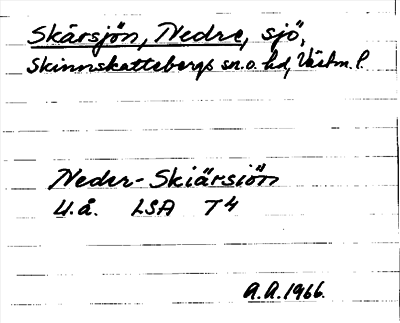 Skärsjön, Nedre, sjö,
Skinnskattebergs sn.o.hd, Västm. l.
Neder-Skiärsiön
U.å. LSA T4
A.A.1966.